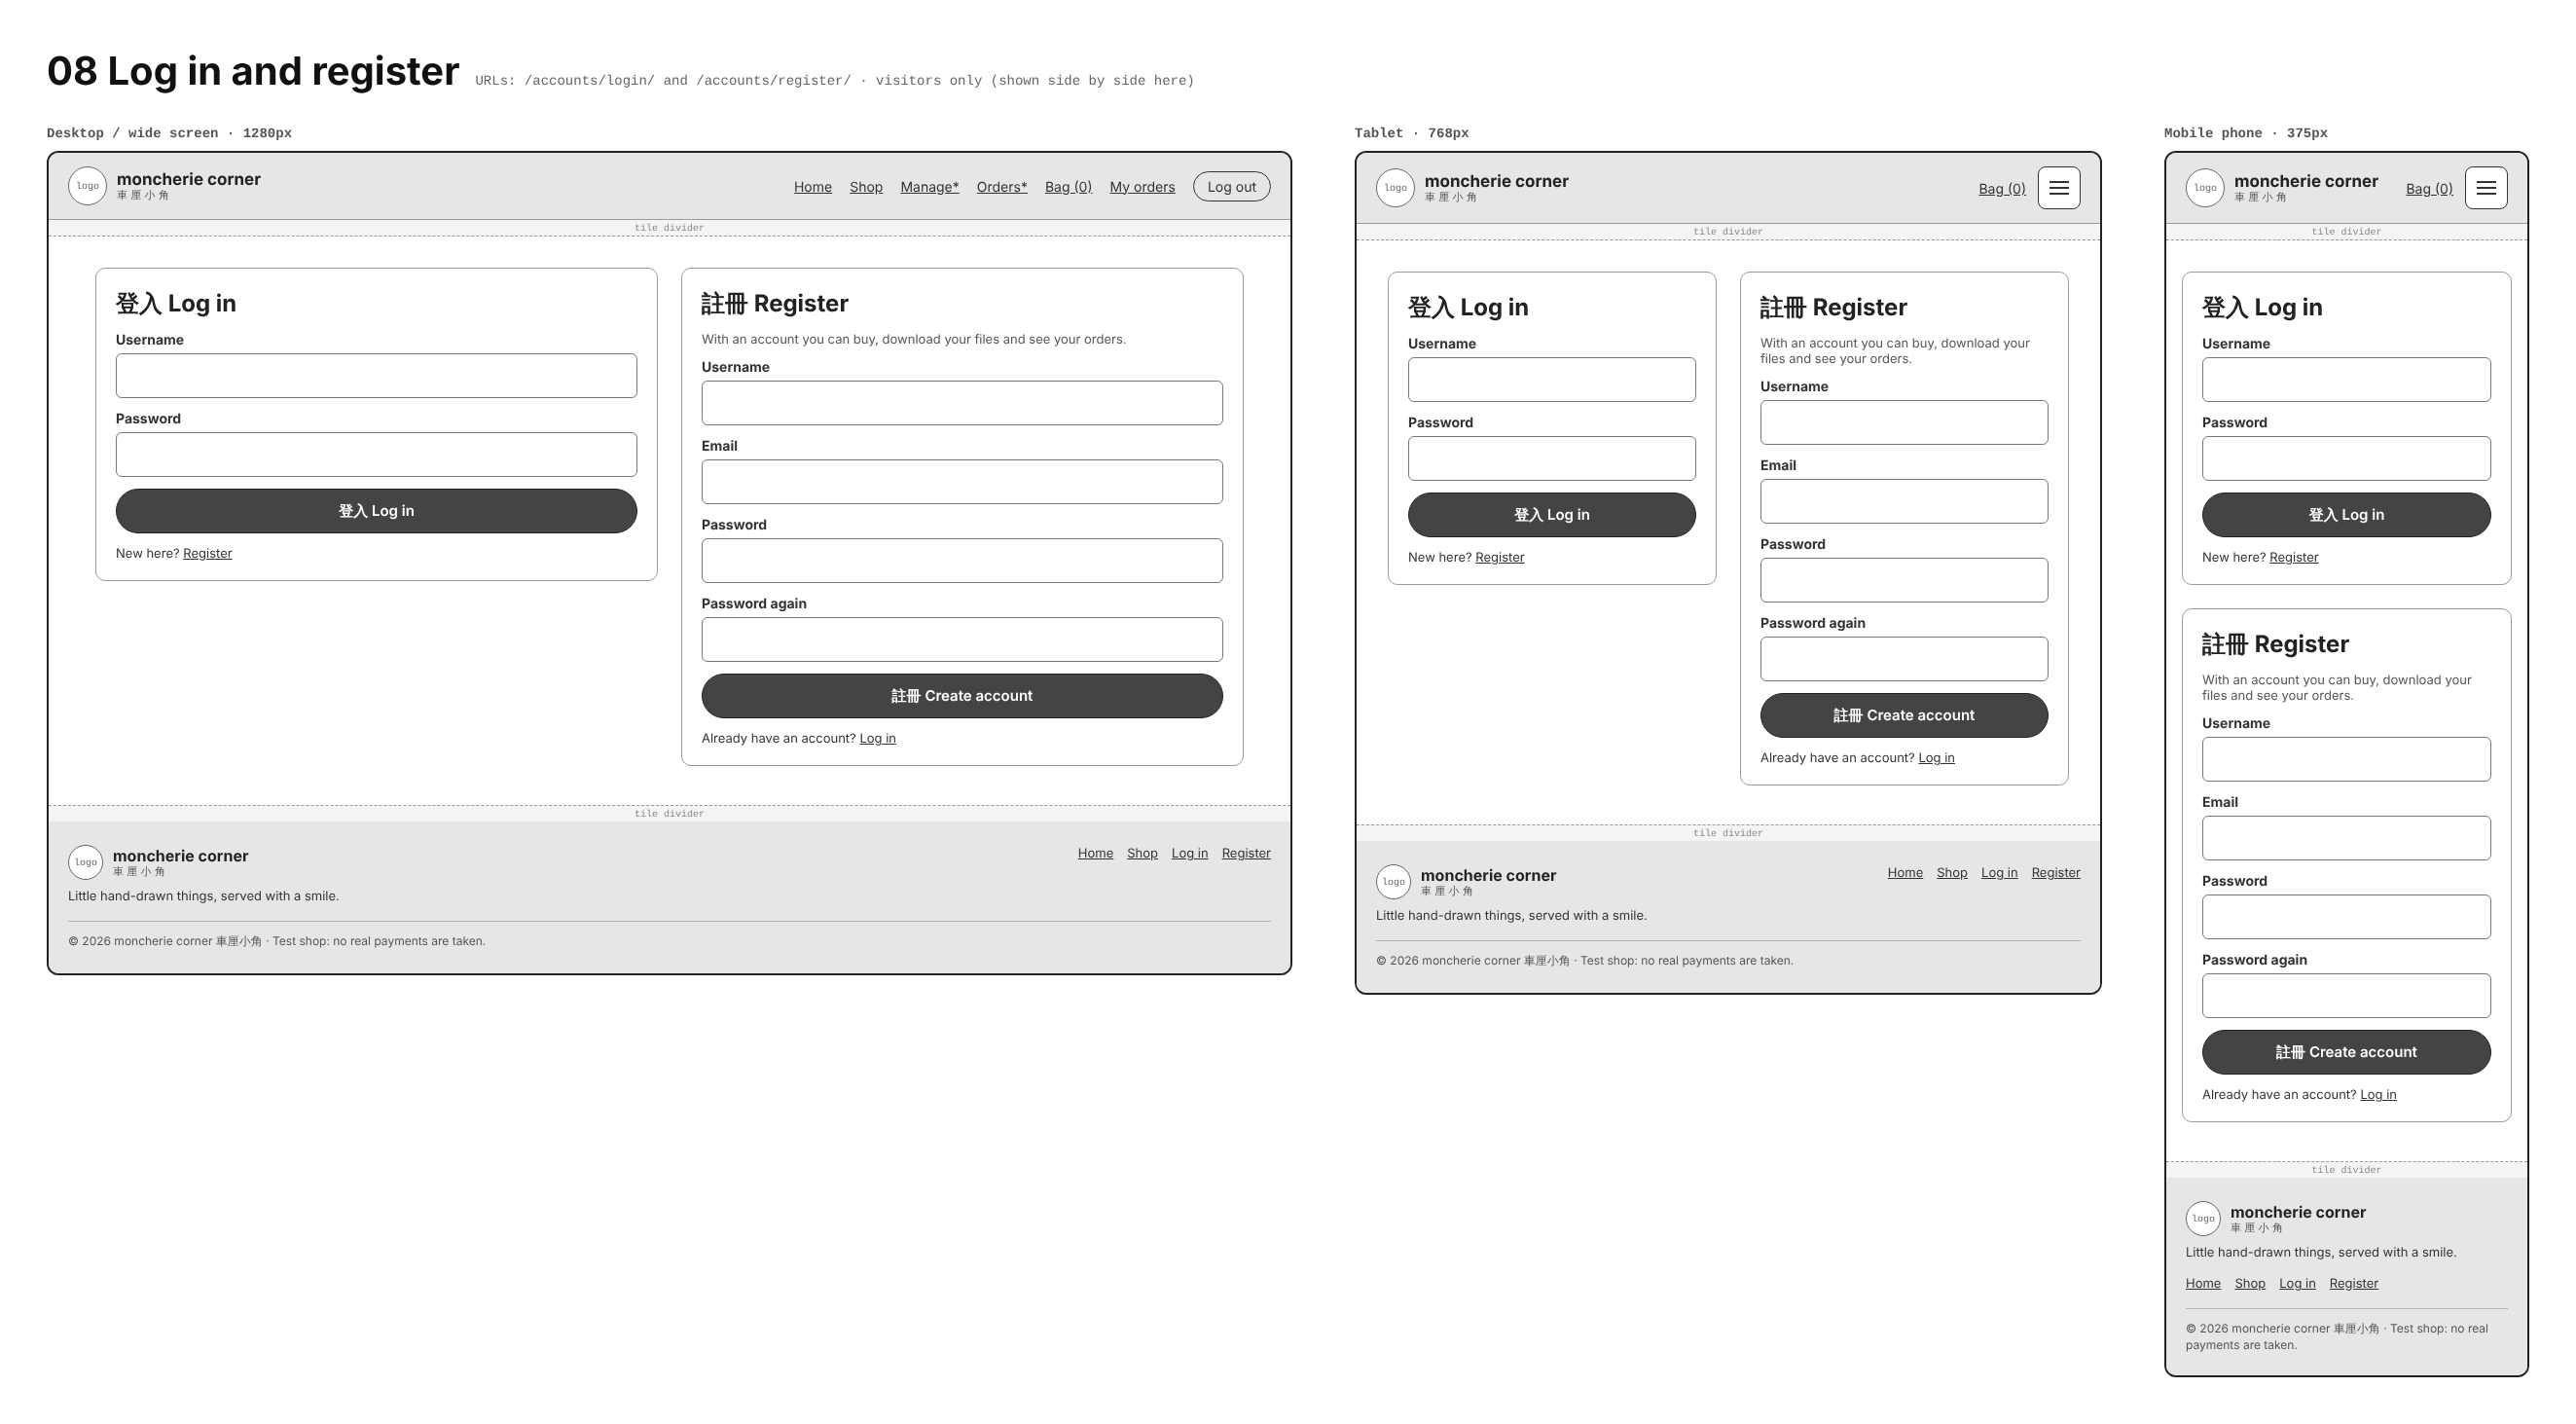 08 Log in and register URLs: /accounts/login/ and /accounts/register/ · visitors only (shown side by side here)
Desktop / wide screen · 1280px
logo
moncherie corner
車厘小角
Home Shop Manage* Orders* Bag (0) My orders Log out
tile divider
登入 Log in
Username
Password
登入 Log in
New here? Register
註冊 Register
With an account you can buy, download your files and see your orders.
Username
Email
Password
Password again
註冊 Create account
Already have an account? Log in
tile divider
logo
moncherie corner
車厘小角
Home Shop Log in Register
Little hand-drawn things, served with a smile.
© 2026 moncherie corner 車厘小角 · Test shop: no real payments are taken.
Tablet · 768px
logo
moncherie corner
車厘小角
Bag (0)
tile divider
登入 Log in
Username
Password
登入 Log in
New here? Register
註冊 Register
With an account you can buy, download your
files and see your orders.
Username
Email
Password
Password again
註冊 Create account
Already have an account? Log in
tile divider
logo
moncherie corner
車厘小角
Home Shop Log in Register
Little hand-drawn things, served with a smile.
© 2026 moncherie corner 車厘小角 · Test shop: no real payments are taken.
Mobile phone · 375px
logo
moncherie corner
車厘小角
Bag (0)
tile divider
登入 Log in
Username
Password
登入 Log in
New here? Register
註冊 Register
With an account you can buy, download your
files and see your orders.
Username
Email
Password
Password again
註冊 Create account
Already have an account? Log in
tile divider
logo
moncherie corner
車厘小角
Little hand-drawn things, served with a smile.
Home Shop Log in Register
© 2026 moncherie corner 車厘小角 · Test shop: no real
payments are taken.